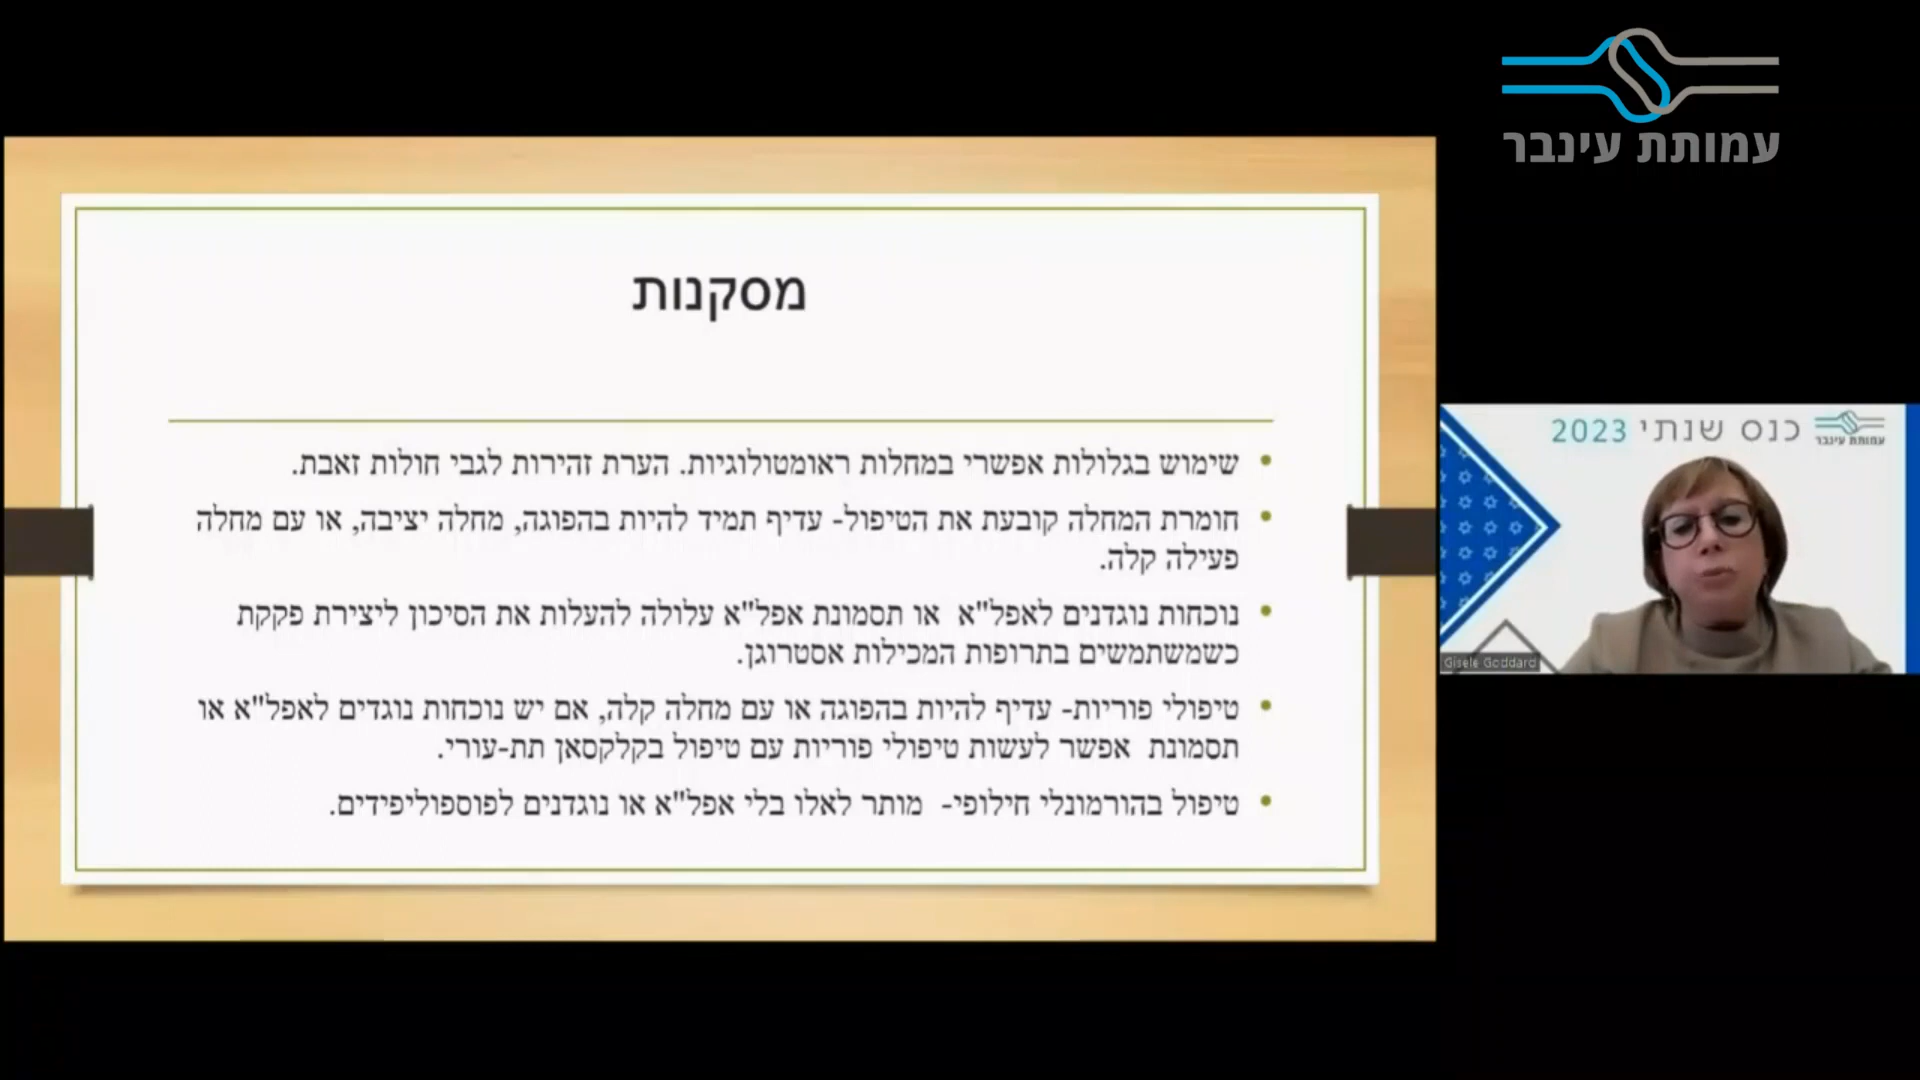 עמותת עינבר
מסקנות
• שימוש בגלולות אפשרי במחלות ראומטולוגיות. הערת זהירות לגבי חולות זאבת.
• חומרת המחלה קובעת את הטיפול- עדיף תמיד להיות בהפוגה, מחלה יציבה, או עם מחלה
פעילה קלה.
• נוכחות נוגדנים לאפל"א או תסמונת אפל"א עלולה להעלות את הסיכון ליצירת פקקת
כשמשתמשים בתרופות המכילות אסטרוגן.
• טיפולי פוריות- עדיף להיות בהפוגה או עם מחלה קלה, אם יש נוכחות נוגדים לאפל"א או
תסמונת אפשר לעשות טיפולי פוריות עם טיפול בקלקסאן תת-עורי.
• טיפול בהורמונלי חילופי- מותר לאלו בלי אפל"א או נוגדנים לפוספוליפידים.
כנס שנתי 2023
עמותת עינבר
Gisele Goddard